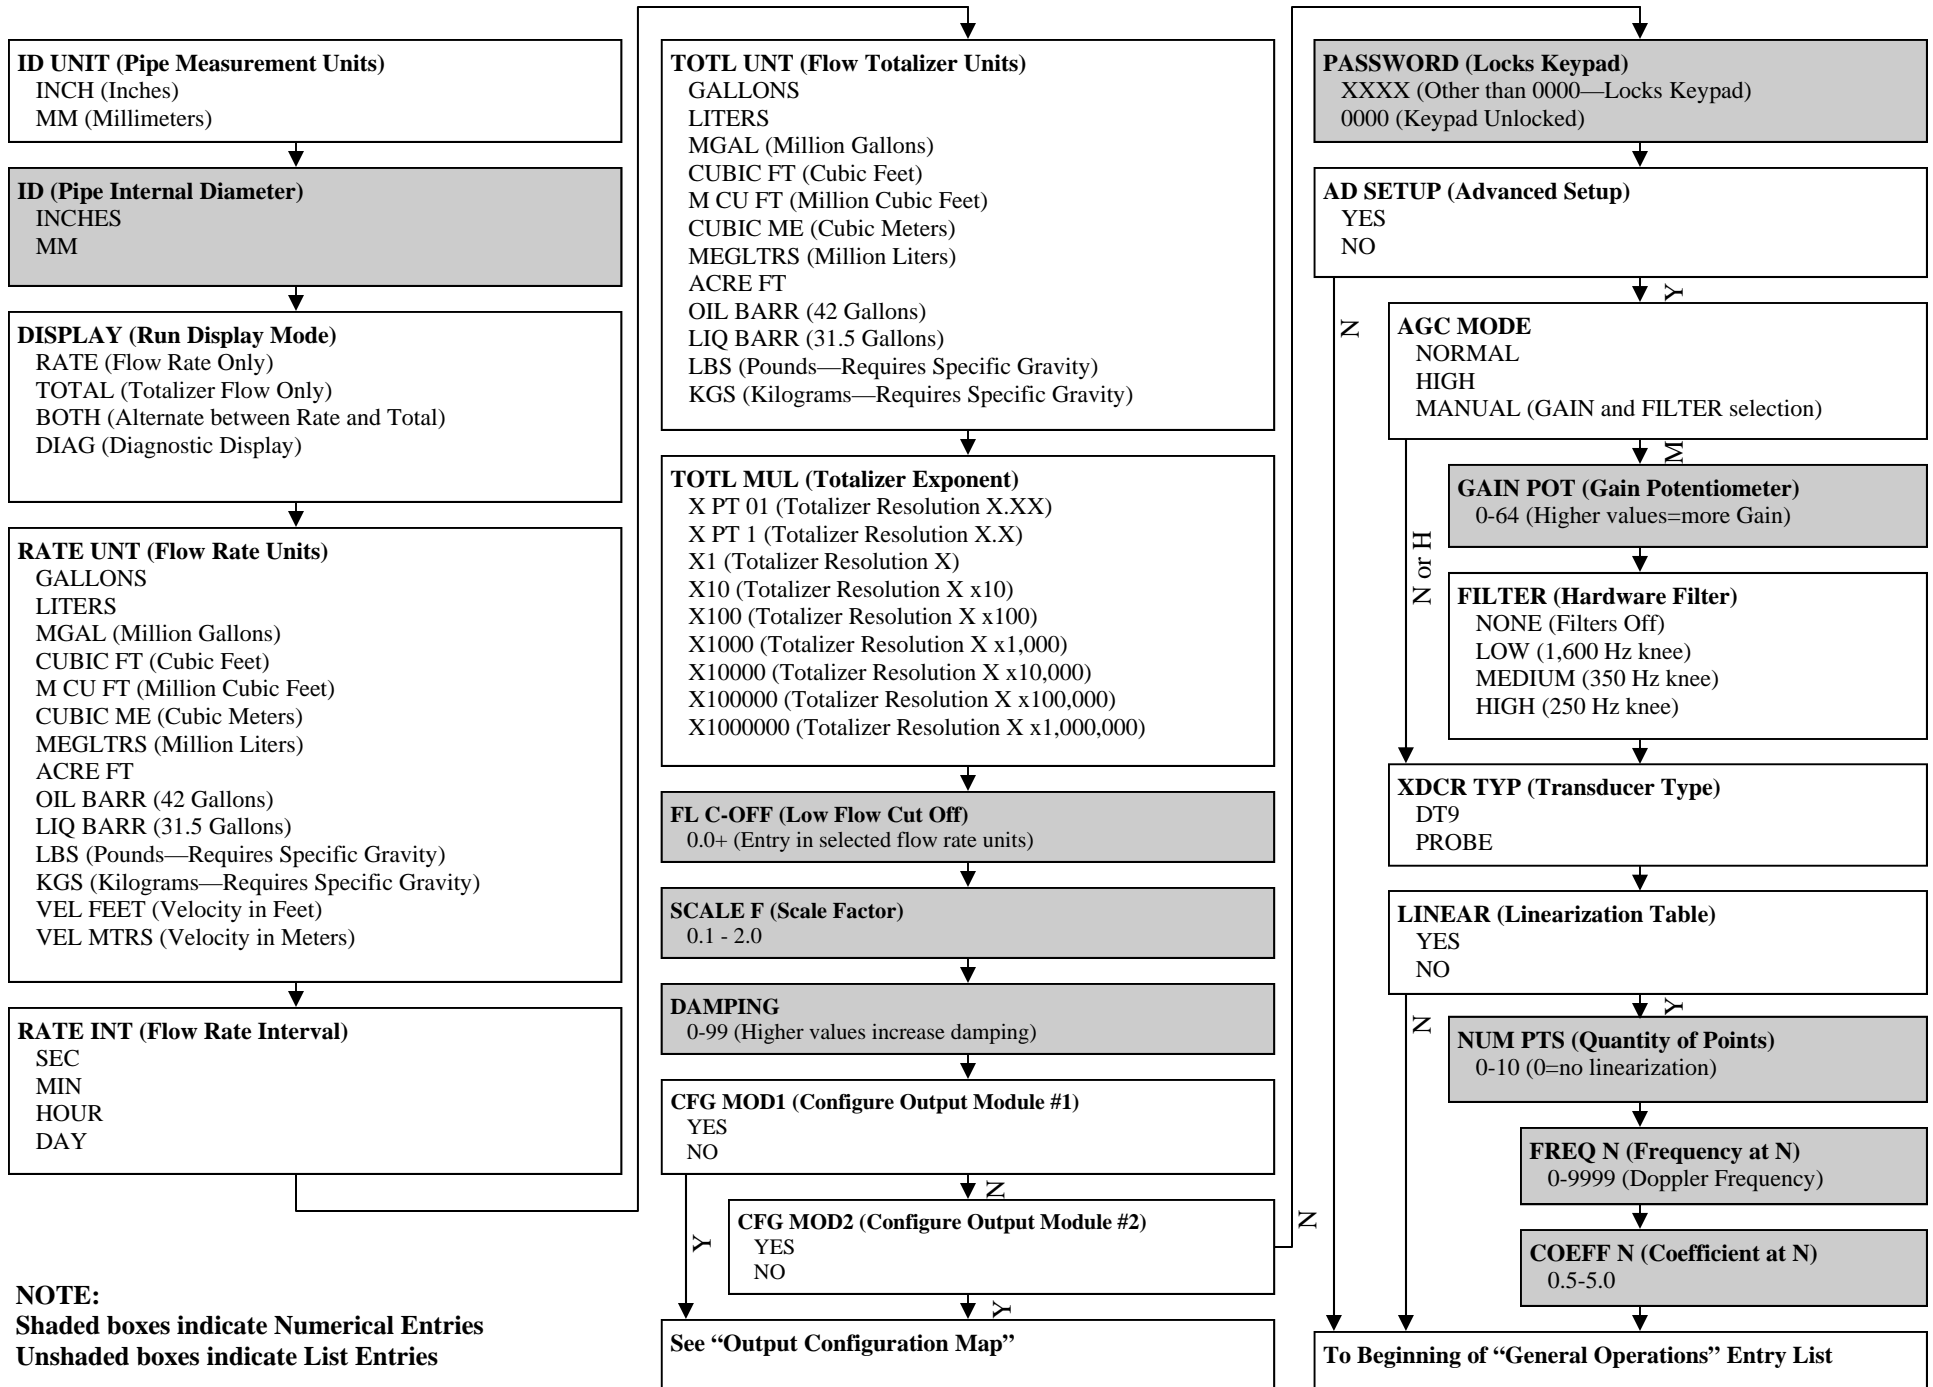 ID UNIT (Pipe Measurement Units)
INCH (Inches)
MM (Millimeters)
ID (Pipe Internal Diameter)
INCHES
MM
DISPLAY (Run Display Mode)
RATE (Flow Rate Only)
TOTAL (Totalizer Flow Only)
BOTH (Alternate between Rate and Total)
DIAG (Diagnostic Display)
RATE UNT (Flow Rate Units)
GALLONS
LITERS
MGAL (Million Gallons)
CUBIC FT (Cubic Feet)
M CU FT (Million Cubic Feet)
CUBIC ME (Cubic Meters)
MEGLTRS (Million Liters)
ACRE FT
OIL BARR (42 Gallons)
LIQ BARR (31.5 Gallons)
LBS (Pounds—Requires Specific Gravity)
KGS (Kilograms—Requires Specific Gravity)
VEL FEET (Velocity in Feet)
VEL MTRS (Velocity in Meters)
RATE INT (Flow Rate Interval)
SEC
MIN
HOUR
DAY
NOTE:
Shaded boxes indicate Numerical Entries
Unshaded boxes indicate List Entries
TOTL UNT (Flow Totalizer Units)
GALLONS
LITERS
MGAL (Million Gallons)
CUBIC FT (Cubic Feet)
M CU FT (Million Cubic Feet)
CUBIC ME (Cubic Meters)
MEGLTRS (Million Liters)
ACRE FT
OIL BARR (42 Gallons)
LIQ BARR (31.5 Gallons)
LBS (Pounds—Requires Specific Gravity)
KGS (Kilograms—Requires Specific Gravity)
TOTL MUL (Totalizer Exponent)
X PT 01 (Totalizer Resolution X.XX)
X PT 1 (Totalizer Resolution X.X)
X1 (Totalizer Resolution X)
X10 (Totalizer Resolution X x10)
X100 (Totalizer Resolution X x100)
X1000 (Totalizer Resolution X x1,000)
X10000 (Totalizer Resolution X x10,000)
X100000 (Totalizer Resolution X x100,000)
X1000000 (Totalizer Resolution X x1,000,000)
FL C-OFF (Low Flow Cut Off)
0.0+ (Entry in selected flow rate units)
SCALE F (Scale Factor)
0.1 - 2.0
DAMPING
0-99 (Higher values increase damping)
CFG MOD1 (Configure Output Module #1)
YES
NO
N
Y
CFG MOD2 (Configure Output Module #2)
YES
NO
N
Y
See “Output Configuration Map”
PASSWORD (Locks Keypad)
XXXX (Other than 0000—Locks Keypad)
0000 (Keypad Unlocked)
AD SETUP (Advanced Setup)
YES
NO
Y
N
AGC MODE
NORMAL
HIGH
MANUAL (GAIN and FILTER selection)
M
N or H
GAIN POT (Gain Potentiometer)
0-64 (Higher values=more Gain)
FILTER (Hardware Filter)
NONE (Filters Off)
LOW (1,600 Hz knee)
MEDIUM (350 Hz knee)
HIGH (250 Hz knee)
XDCR TYP (Transducer Type)
DT9
PROBE
LINEAR (Linearization Table)
YES
NO
Y
N
NUM PTS (Quantity of Points)
0-10 (0=no linearization)
FREQ N (Frequency at N)
0-9999 (Doppler Frequency)
COEFF N (Coefficient at N)
0.5-5.0
To Beginning of “General Operations” Entry List